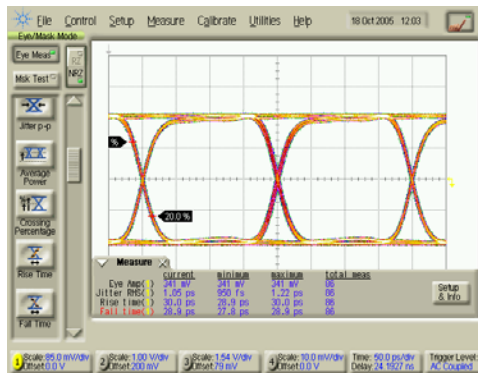 File Control Setup Measure Calibrate Utilities Help 18 Oct 2005 12:03
Eye/Mask Mode
Eye Meas
RZ
NRZ
Msk Test
Jitter p-p
Average
Power
Crossing
Percentage
Rise Time
Fall Time
%
20.0 %
Measure
current minimum maximum total meas
Eye Amp( ) 341 mV 341 mV 341 mV 86
Jitter RMS( ) 1.05 ps 950 fs 1.22 ps 86
Rise time( ) 30.0 ps 28.9 ps 30.0 ps 86
Fall time( ) 28.9 ps 27.8 ps 28.9 ps 86
Setup
& Info
1 Scale:85.0 mV/div
Offset:0.0 V
2 Scale:1.00 V/div
Offset:200 mV
3 Scale:1.54 V/div
Offset:79 mV
4 Scale:10.0 mV/div
Offset:0.0 V
Time: 50.0 ps/div
Delay:24.1927 ns
Trigger Level:
AC Coupled